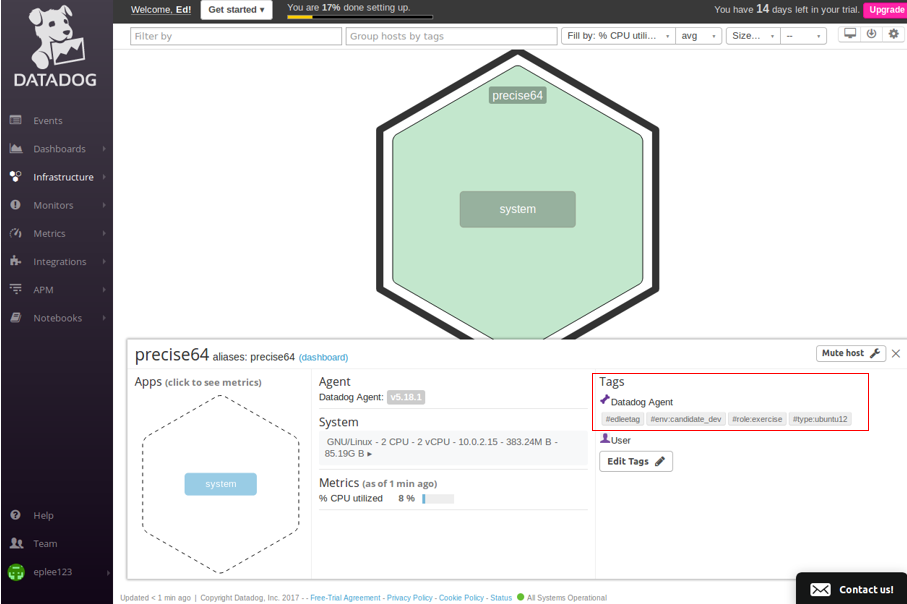 Welcome, Ed!
Get started ▾
You are 17% done setting up.
You have 14 days left in your trial.
Upgrade
DATADOG
Filter by
Group hosts by tags
Fill by: % CPU utili...
avg
Size...
--
Events
Dashboards
Infrastructure
Monitors
Metrics
Integrations
APM
Notebooks
Help
Team
eplee123
precise64
system
precise64 aliases: precise64 (dashboard)
Mute host
Apps (click to see metrics)
system
Agent
Datadog Agent: v5.18.1
System
GNU/Linux - 2 CPU - 2 vCPU - 10.0.2.15 - 383.24M B -
85.19G B ▸
Metrics (as of 1 min ago)
% CPU utilized 8 %
Tags
Datadog Agent
#edleetag #env:candidate_dev #role:exercise #type:ubuntu12
User
Edit Tags
Updated < 1 min ago | Copyright Datadog, Inc. 2017 - - Free-Trial Agreement - Privacy Policy - Cookie Policy - Status All Systems Operational
Contact us!